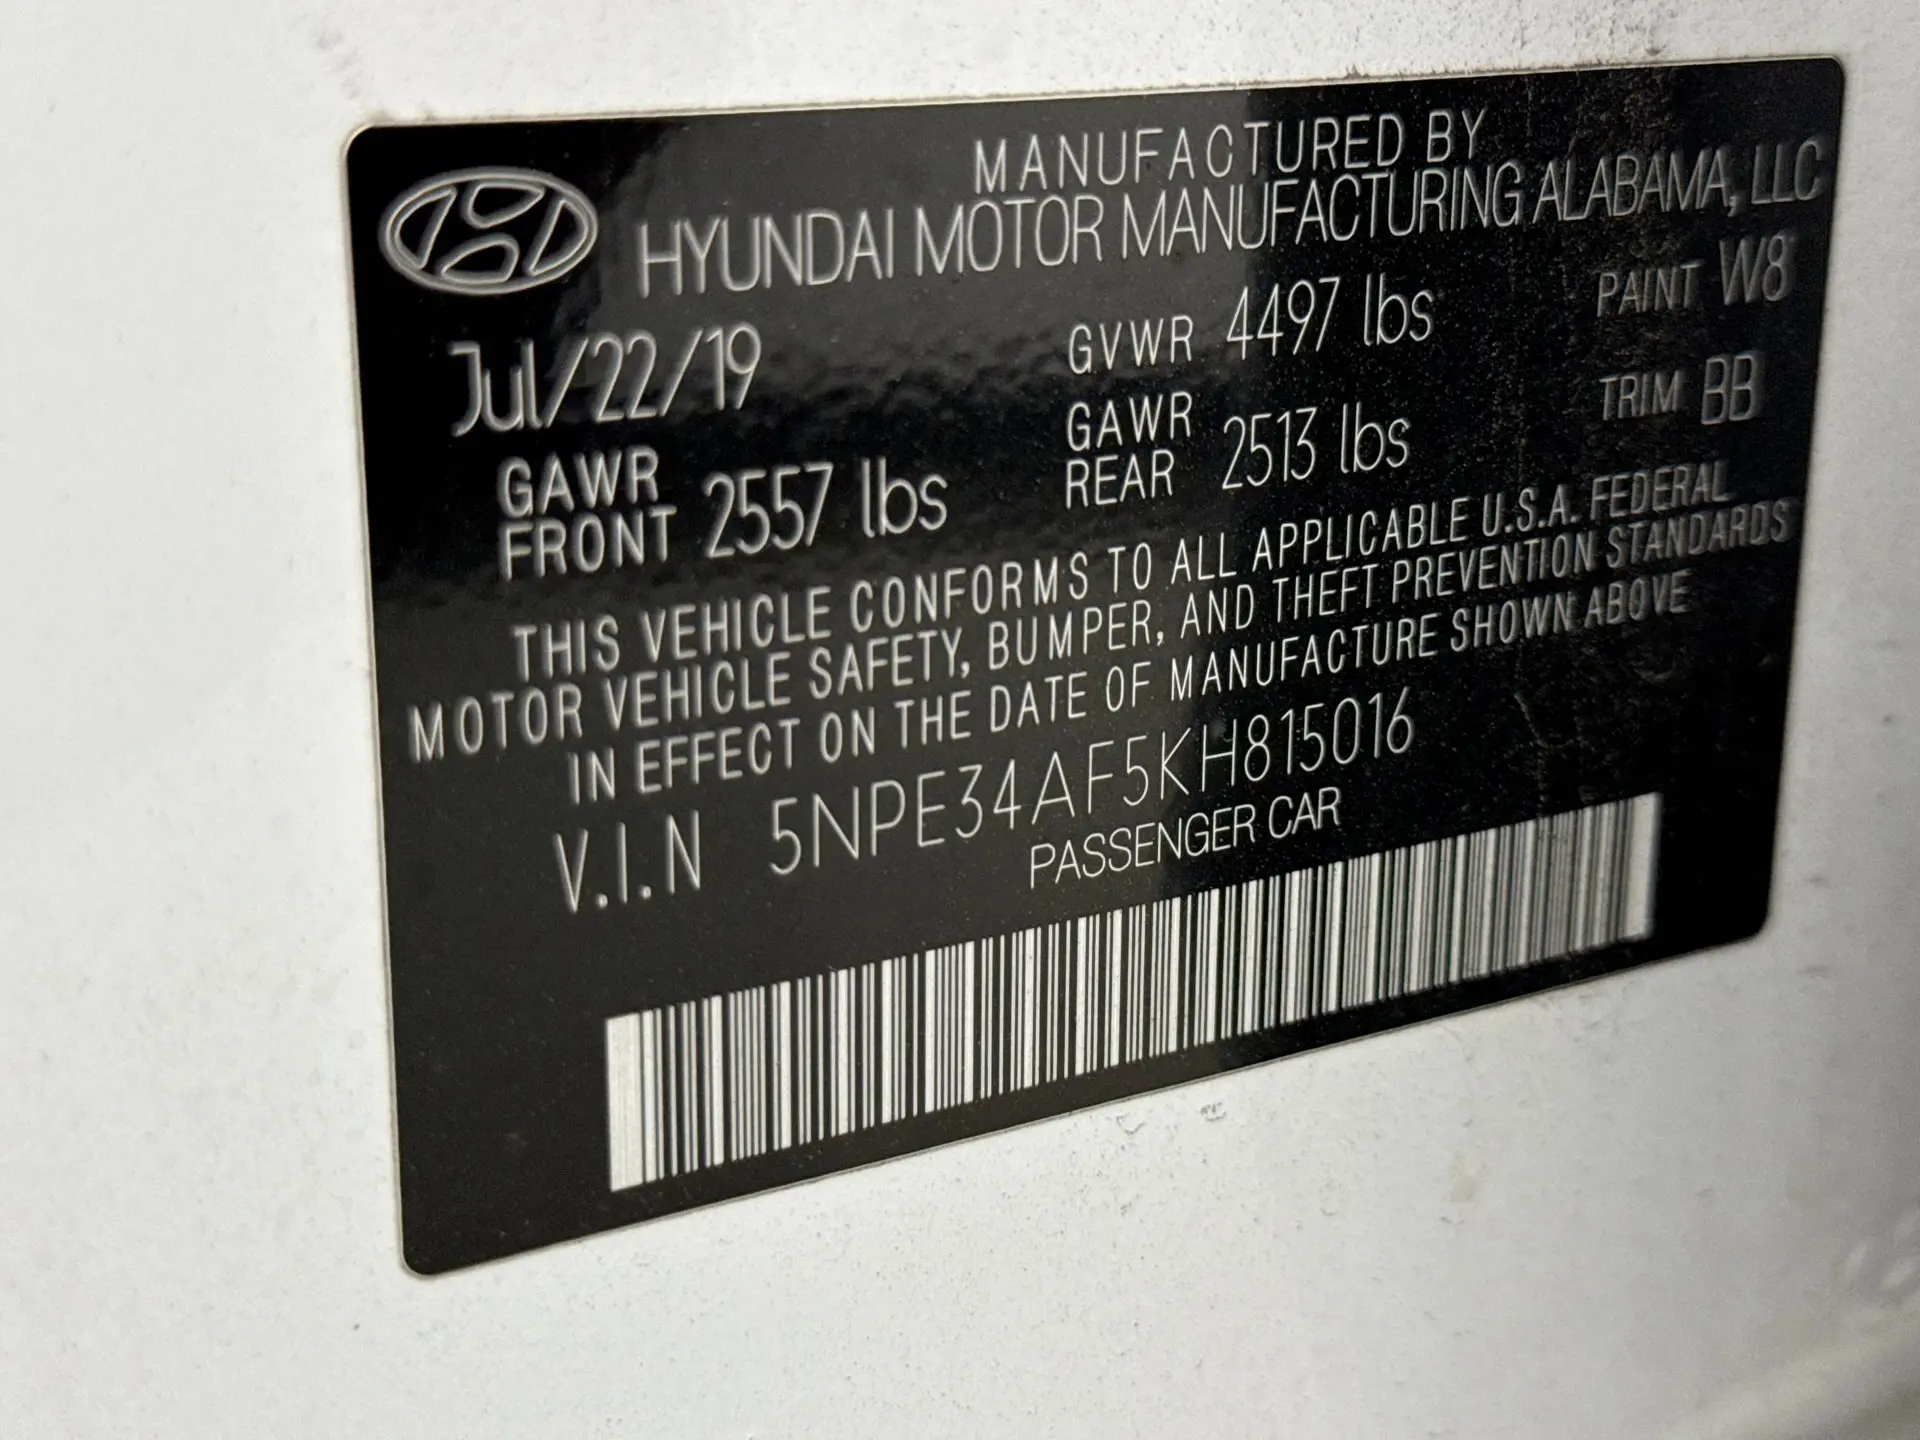 MANUFACTURED BY
HYUNDAI MOTOR MANUFACTURING ALABAMA, LLC
Jul/22/19 GVWR 4497 lbs PAINT W8
GAWR FRONT 2557 lbs GAWR REAR 2513 lbs TRIM BB
THIS VEHICLE CONFORMS TO ALL APPLICABLE U.S.A. FEDERAL
MOTOR VEHICLE SAFETY, BUMPER, AND THEFT PREVENTION STANDARDS
IN EFFECT ON THE DATE OF MANUFACTURE SHOWN ABOVE
V.I.N 5NPE34AF5KH815016
PASSENGER CAR